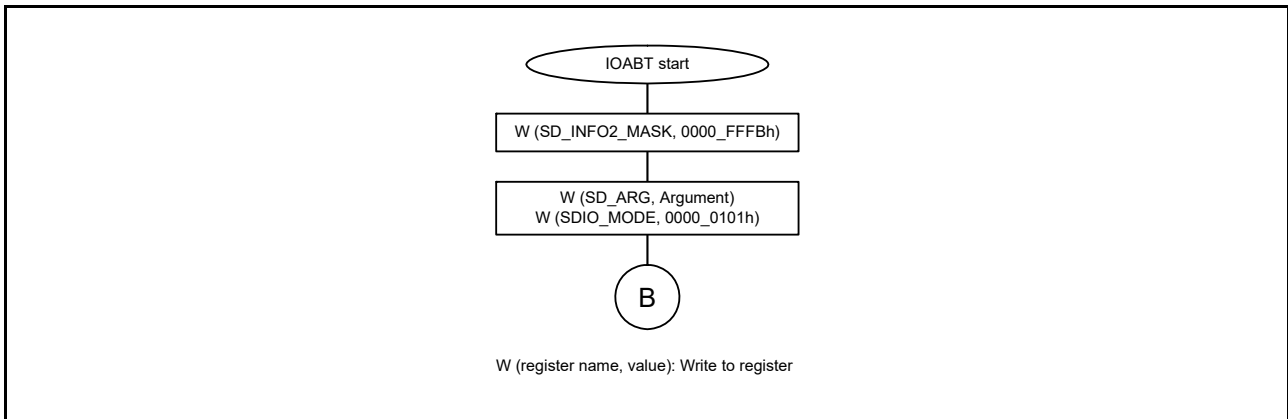 IOABT start
W (SD_INFO2_MASK, 0000_FFFBh)
W (SD_ARG, Argument)
W (SDIO_MODE, 0000_0101h)
B
W (register name, value): Write to register